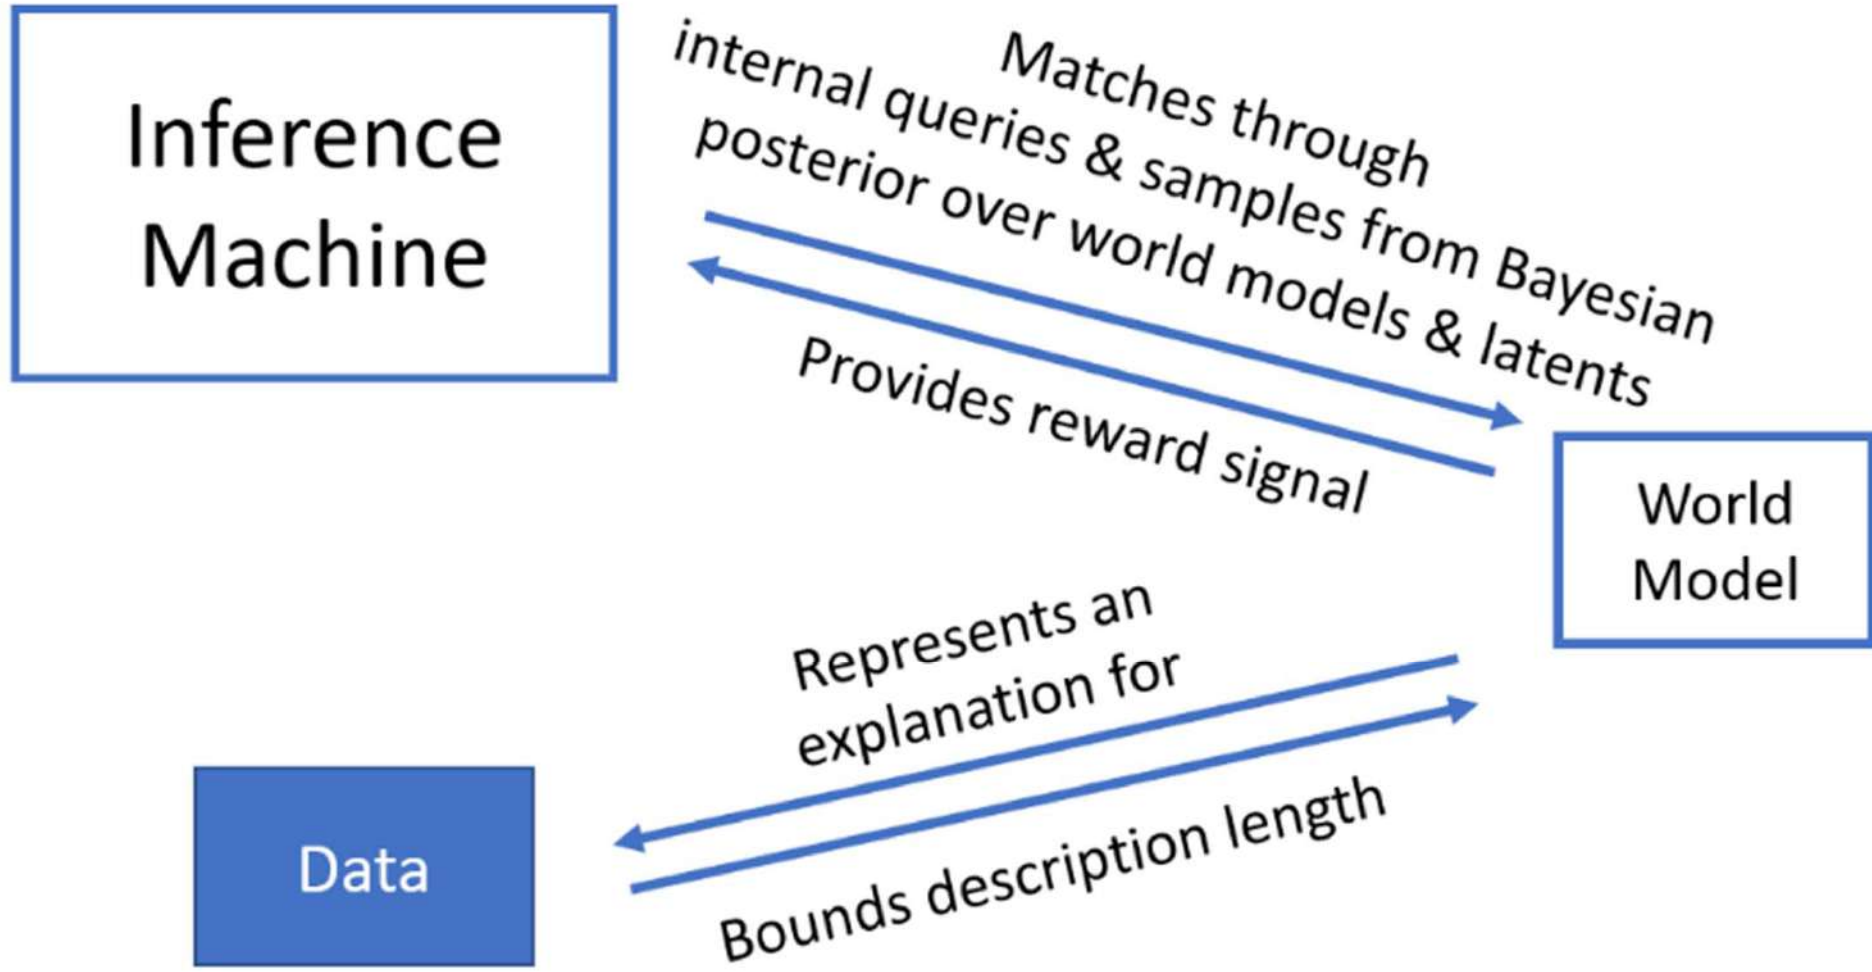 Inference
Machine
Matches through
internal queries & samples from Bayesian
posterior over world models & latents
Provides reward signal
World
Model
Represents an
explanation for
Bounds description length
Data